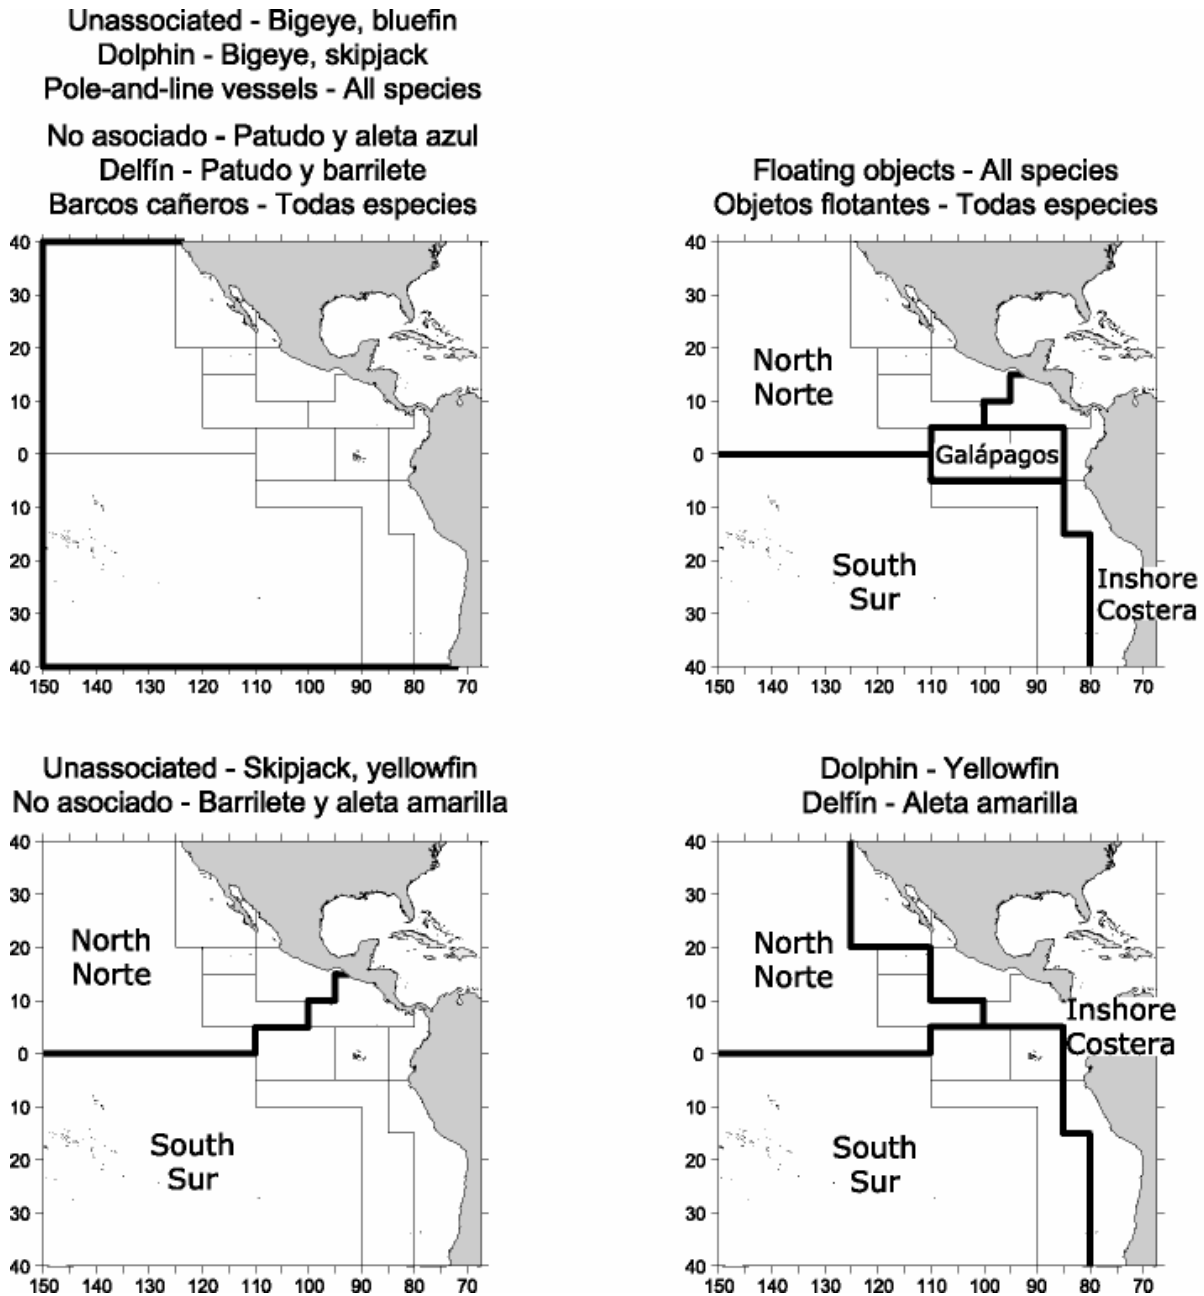 Unassociated - Bigeye, bluefin
Dolphin - Bigeye, skipjack
Pole-and-line vessels - All species
No asociado - Patudo y aleta azul
Delfín - Patudo y barrilete
Barcos cañeros - Todas especies
40
30
20
10
0
10
20
30
40
150 140 130 120 110 100 90 80 70
Floating objects - All species
Objetos flotantes - Todas especies
40
30
20
10
0
10
20
30
40
North
Norte
Galápagos
South
Sur
Inshore
Costera
150 140 130 120 110 100 90 80 70
Unassociated - Skipjack, yellowfin
No asociado - Barrilete y aleta amarilla
40
30
20
10
0
10
20
30
40
North
Norte
South
Sur
150 140 130 120 110 100 90 80 70
Dolphin - Yellowfin
Delfín - Aleta amarilla
40
30
20
10
0
10
20
30
40
North
Norte
Inshore
Costera
South
Sur
150 140 130 120 110 100 90 80 70